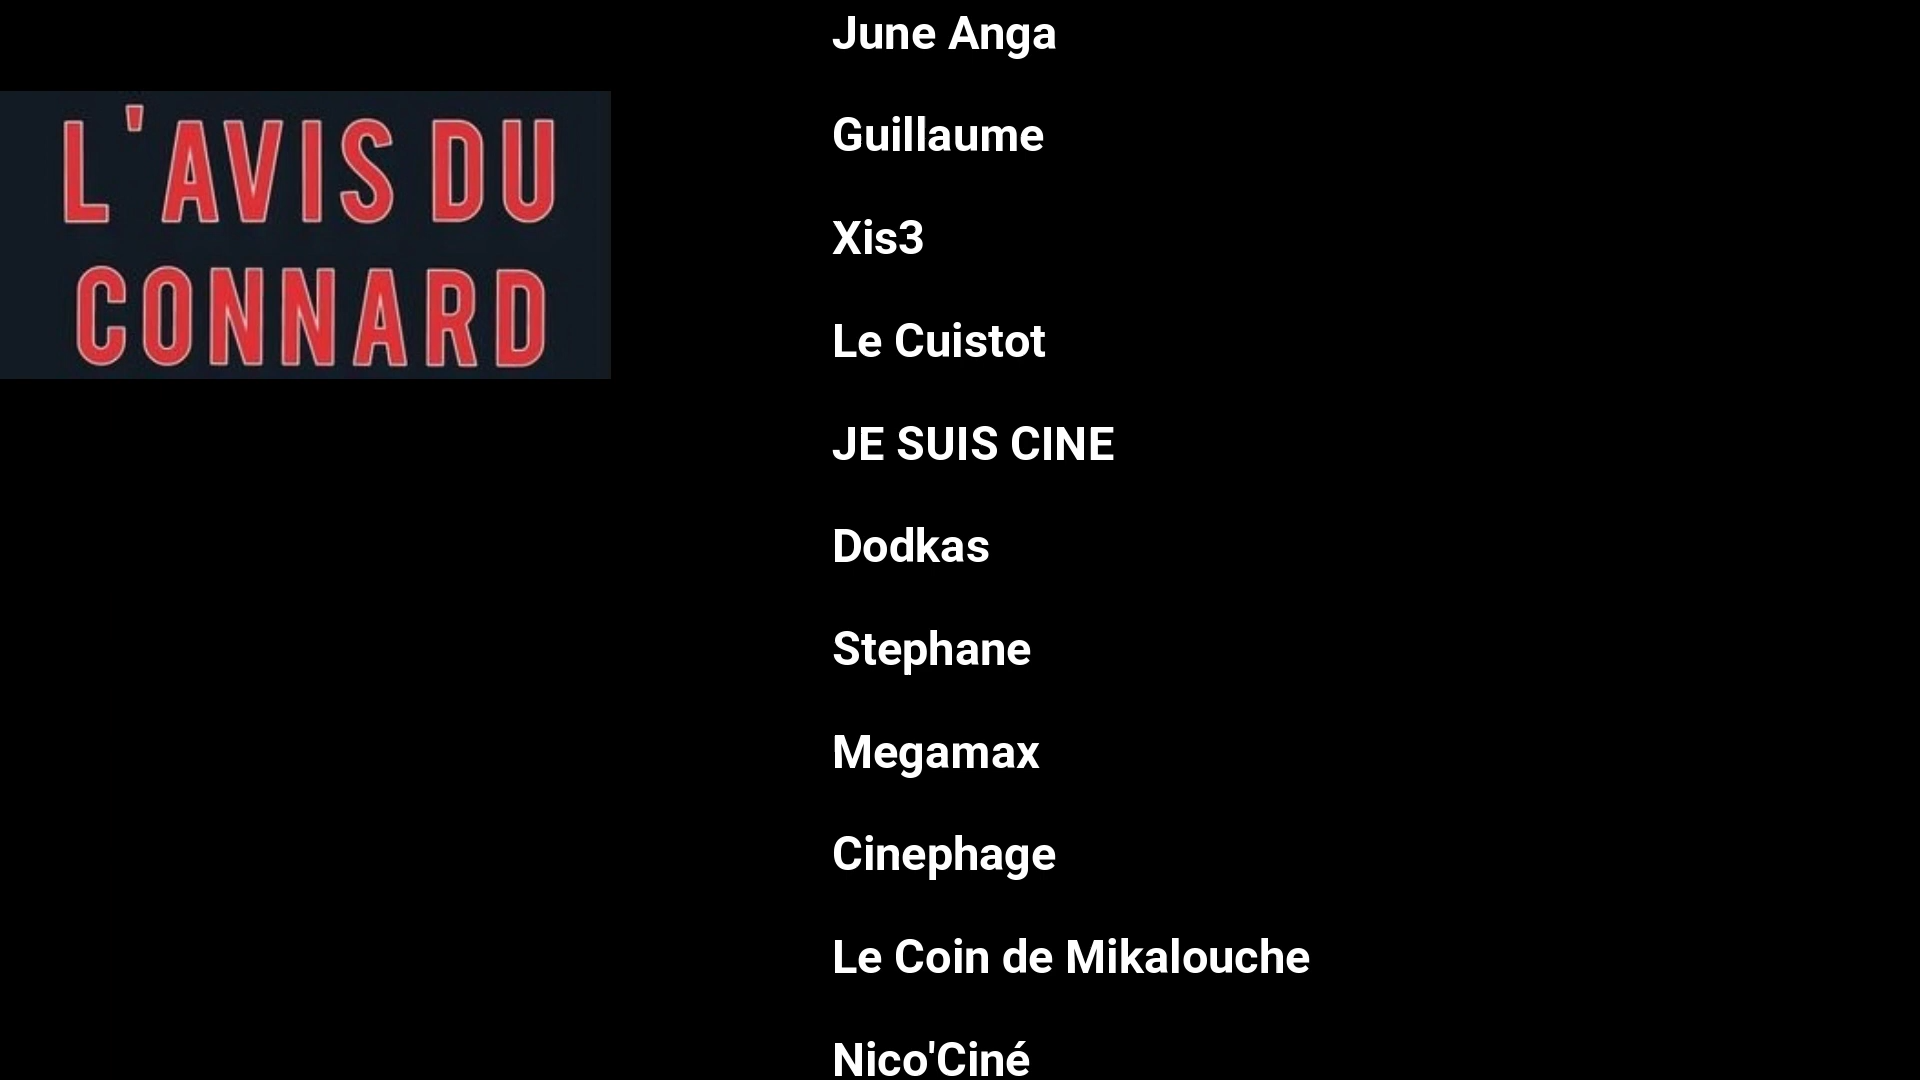 L'AVIS DU
CONNARD
June Anga
Guillaume
Xis3
Le Cuistot
JE SUIS CINE
Dodkas
Stephane
Megamax
Cinephage
Le Coin de Mikalouche
Nico'Ciné